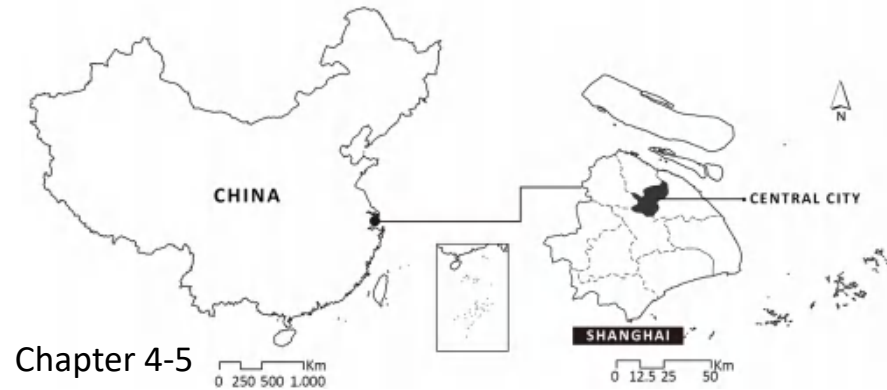 N
CHINA
CENTRAL CITY
SHANGHAI
Chapter 4-5
Km
0 250 500 1.000
Km
0 12.5 25 50